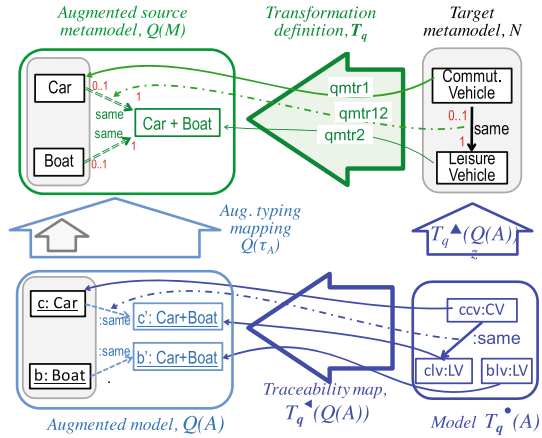 Augmented source
metamodel, Q(M)
Transformation
definition, Tq
Target
metamodel, N
Car
0..1
same
1
Car + Boat
same
1
Boat
0..1
qmtr1
qmtr12
qmtr2
Commut.
Vehicle
0..1
same
1
Leisure
Vehicle
Aug. typing
mapping
Q(τA)
Tq▲(Q(A))
z
c: Car
:same
c': Car+Boat
:same
b': Car+Boat
b: Boat
.
ccv:CV
:same
clv:LV
blv:LV
Augmented model, Q(A)
Traceability map,
Tq◄(Q(A))
Model Tq●(A)